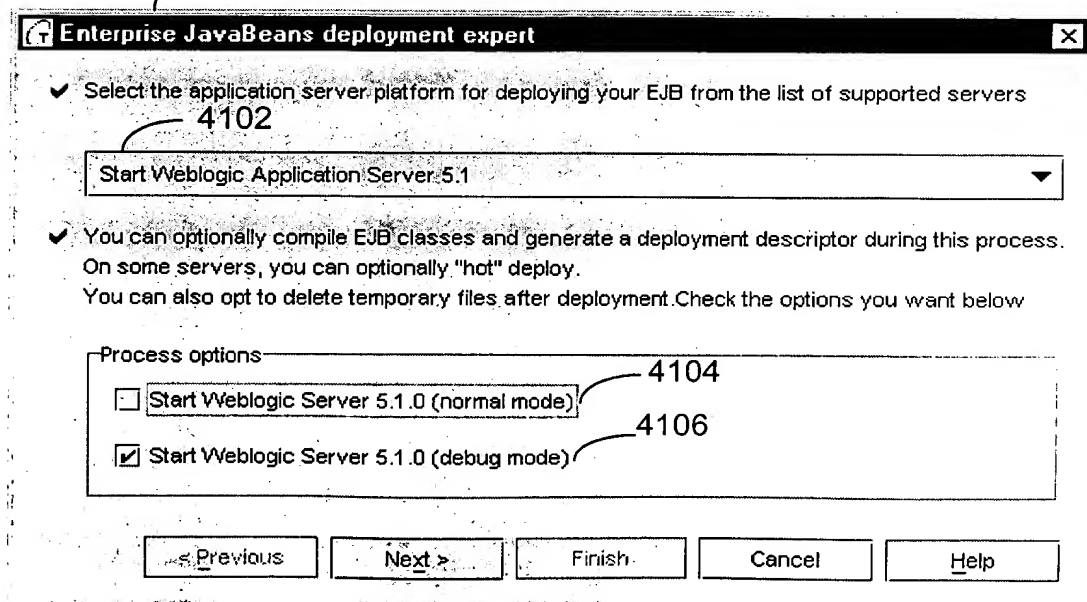 Enterprise JavaBeans deployment expert
Select the application server platform for deploying your EJB from the list of supported servers
4102
Start Weblogic Application Server 5.1
You can optionally compile EJB classes and generate a deployment descriptor during this process.
On some servers, you can optionally "hot" deploy.
You can also opt to delete temporary files after deployment.Check the options you want below
Process options
4104
Start Weblogic Server 5.1.0 (normal mode)
4106
Start Weblogic Server 5.1.0 (debug mode)
< Previous Next > Finish Cancel Help